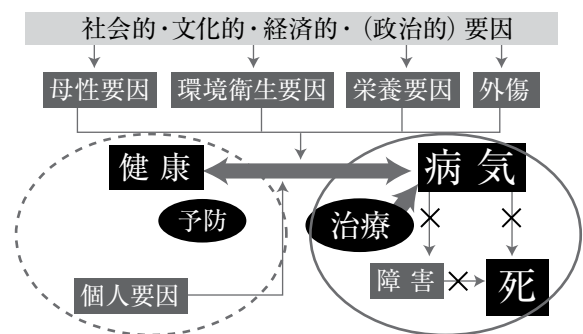 社会的・文化的・経済的・（政治的）要因
母性要因
環境衛生要因
栄養要因
外傷
健康
病気
予防
治療
個人要因
障害
死